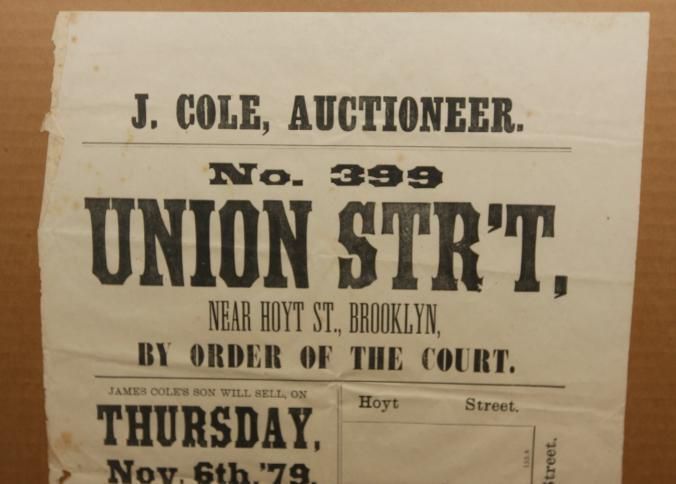 J. COLE, AUCTIONEER.
No. 399
UNION STR'T,
NEAR HOYT ST., BROOKLYN,
BY ORDER OF THE COURT.
JAMES COLE'S SON WILL SELL, ON
THURSDAY,
Nov. 6th, '79,
Hoyt Street.